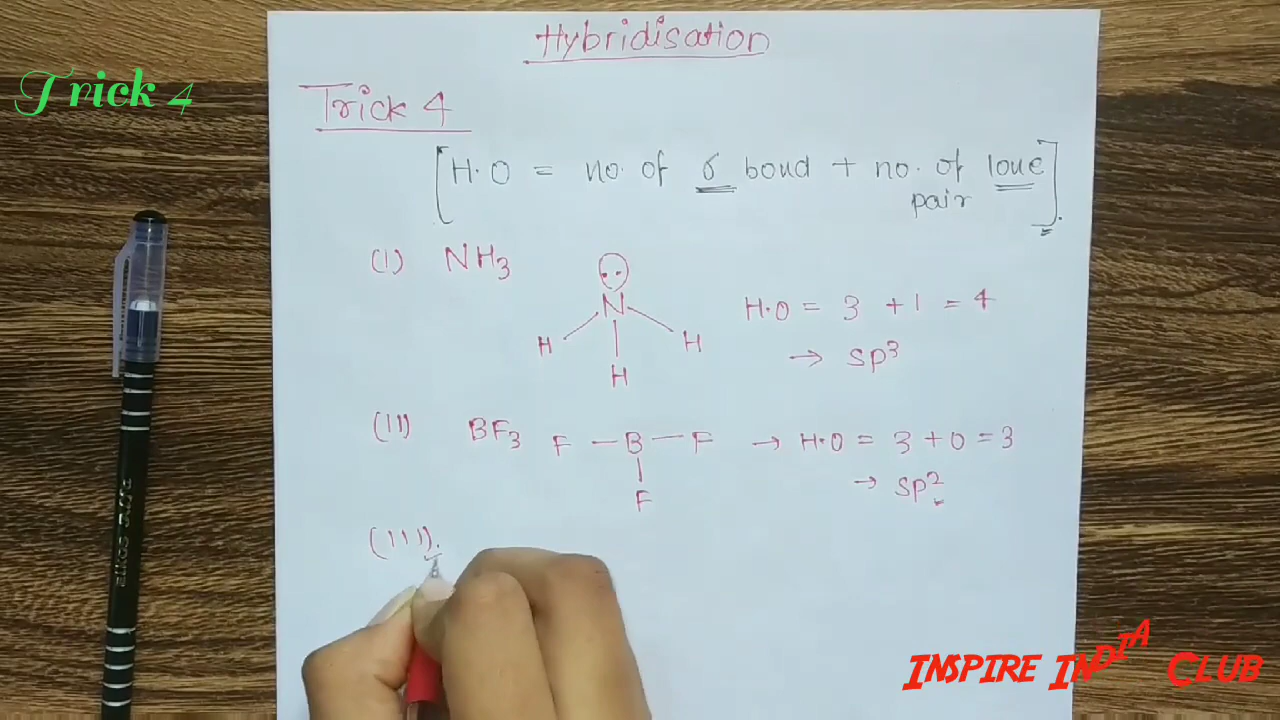 Hybridisation
Trick 4
Trick 4
[H.O = no. of σ bond + no. of lone
pair].
(I) NH3
N
H H
H
H.O = 3 + 1 = 4
→ sp³
(II) BF3 F — B — F → H.O = 3 + 0 = 3
F
→ sp²
(III).
INSPIRE INDIA CLUB